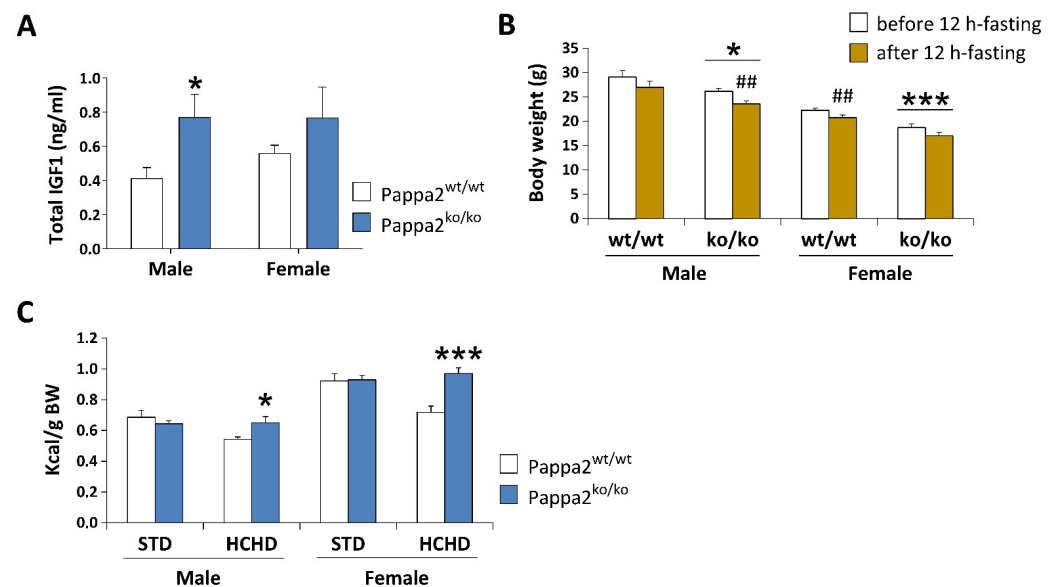 A
Total IGF1 (ng/ml)
1.0
0.8
0.6
0.4
0.2
0.0
*
Male Female
Pappa2wt/wt
Pappa2ko/ko
B
before 12 h-fasting
after 12 h-fasting
Body weight (g)
35
30
25
20
15
10
5
0
*
##
##
***
wt/wt ko/ko wt/wt ko/ko
Male Female
C
Kcal/g BW
1.2
1.0
0.8
0.6
0.4
0.2
0.0
*
***
STD HCHD STD HCHD
Male Female
Pappa2wt/wt
Pappa2ko/ko